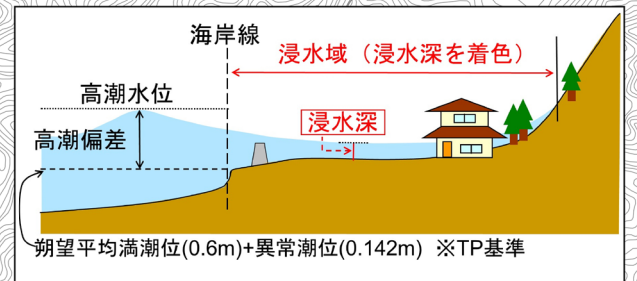 海岸線
浸水域（浸水深を着色）
高潮水位
浸水深
高潮偏差
朔望平均満潮位(0.6m)+異常潮位(0.142m) ※TP基準